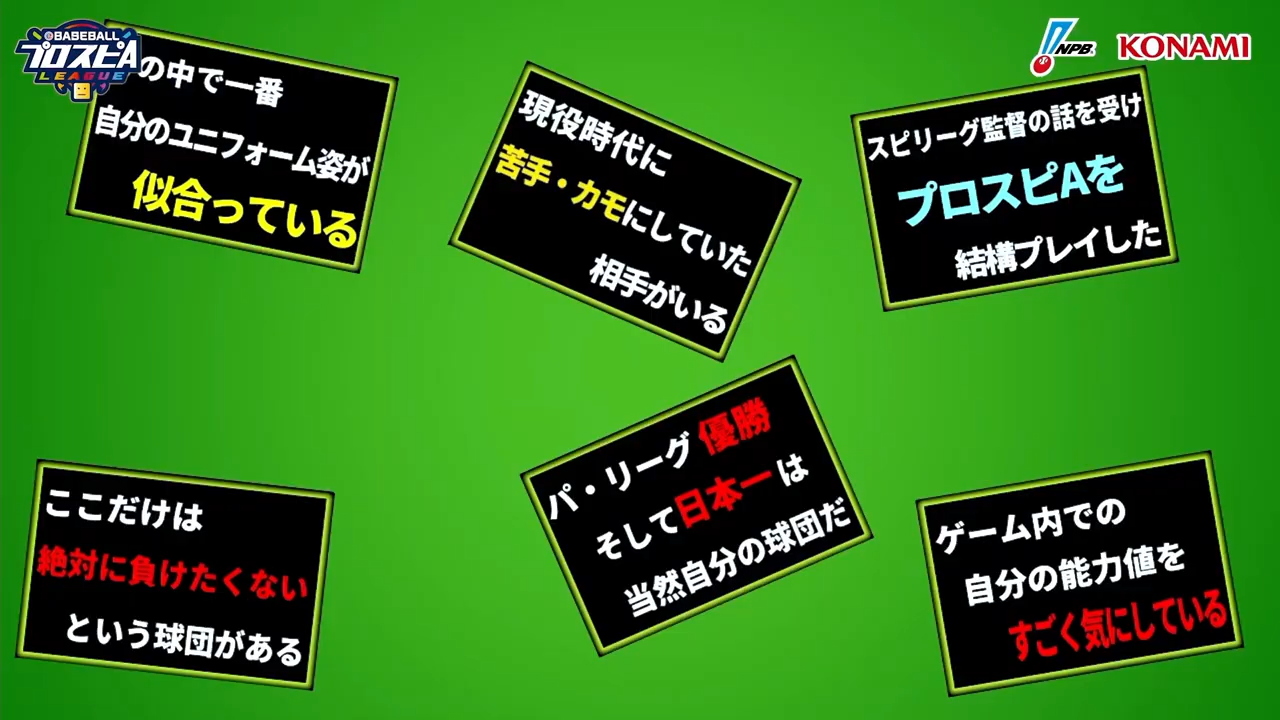 eBASEBALL
プロスピA
LEAGUE
NPB
KONAMI
の中で一番
自分のユニフォーム姿が
似合っている
現役時代に
苦手・カモにしていた
相手がいる
スピリーグ監督の話を受け
プロスピAを
結構プレイした
ここだけは
絶対に負けたくない
という球団がある
パ・リーグ 優勝
そして日本一は
当然自分の球団だ
ゲーム内での
自分の能力値を
すごく気にしている